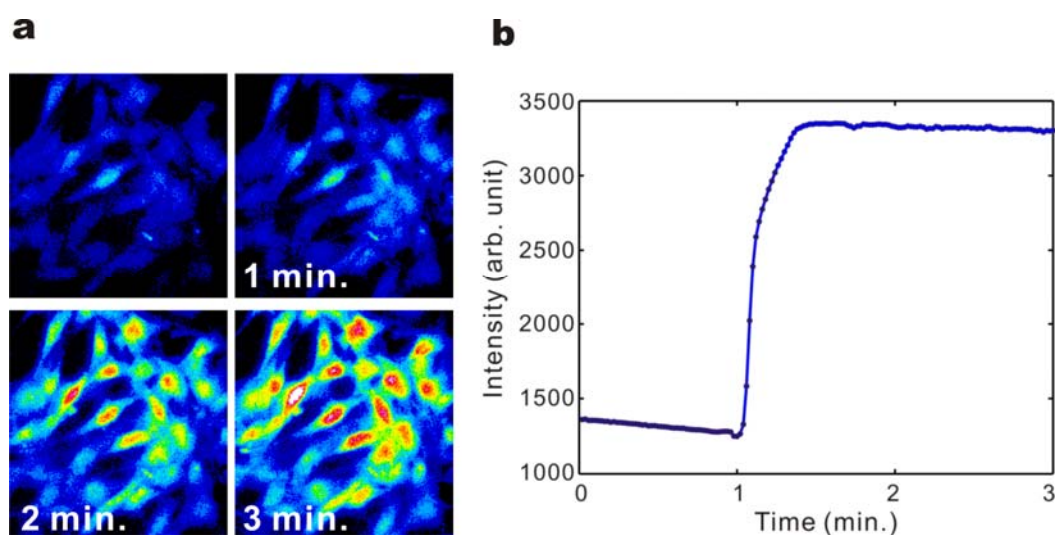 a
1 min.
2 min.
3 min.
b
3500
3000
2500
2000
1500
1000
Intensity (arb. unit)
0
1
2
3
Time (min.)